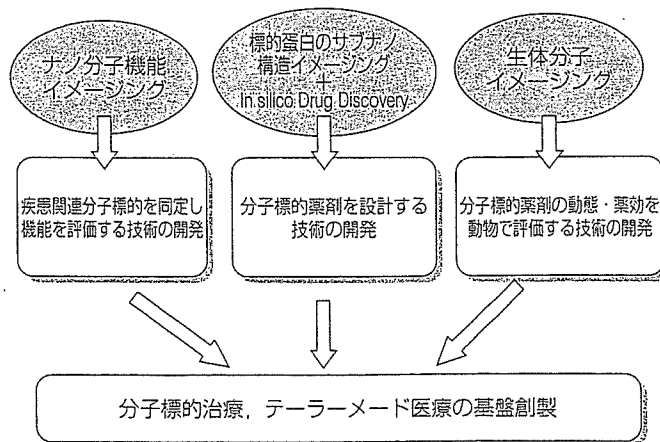 ナノ分子機能
イメージング
標的蛋白のサブナノ
構造イメージング
+
In silico Drug Discovery
生体分子
イメージング
疾患関連分子標的を同定し
機能を評価する技術の開発
分子標的薬剤を設計する
技術の開発
分子標的薬剤の動態・薬効を
動物で評価する技術の開発
分子標的治療，テーラーメード医療の基盤創製